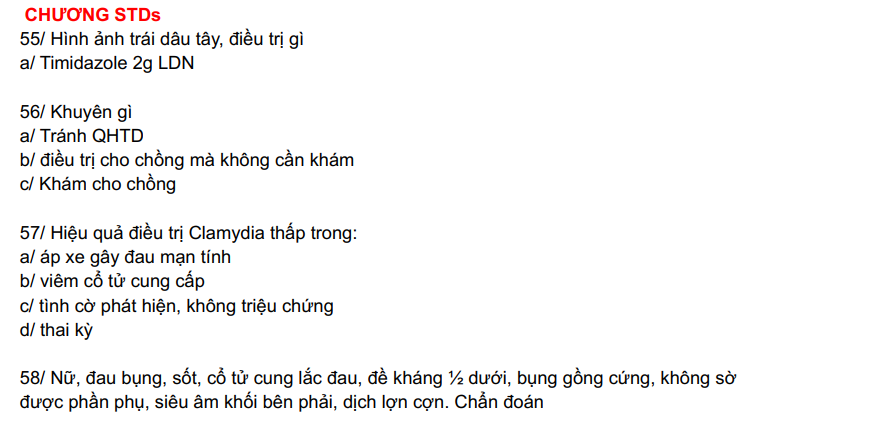 CHƯƠNG STDs
55/ Hình ảnh trái dâu tây, điều trị gì
a/ Timidazole 2g LDN
56/ Khuyên gì
a/ Tránh QHTD
b/ điều trị cho chồng mà không cần khám
c/ Khám cho chồng
57/ Hiệu quả điều trị Clamydia thấp trong:
a/ áp xe gây đau mạn tính
b/ viêm cổ tử cung cấp
c/ tình cờ phát hiện, không triệu chứng
d/ thai kỳ
58/ Nữ, đau bụng, sốt, cổ tử cung lắc đau, đề kháng ½ dưới, bụng gồng cứng, không sờ
được phần phụ, siêu âm khối bên phải, dịch lợn cợn. Chẩn đoán